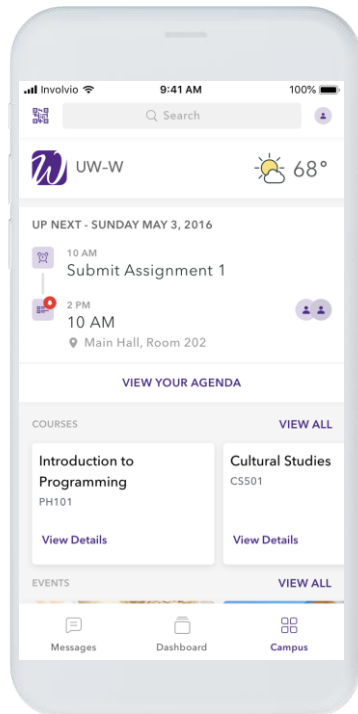 Involvio 9:41 AM 100%
Search
W UW-W 68°
UP NEXT - SUNDAY MAY 3, 2016
10 AM
Submit Assignment 1
2 PM
10 AM
Main Hall, Room 202
VIEW YOUR AGENDA
COURSES VIEW ALL
Introduction to
Programming
PH101
View Details
Cultural Studies
CS501
View Details
EVENTS VIEW ALL
Messages Dashboard Campus